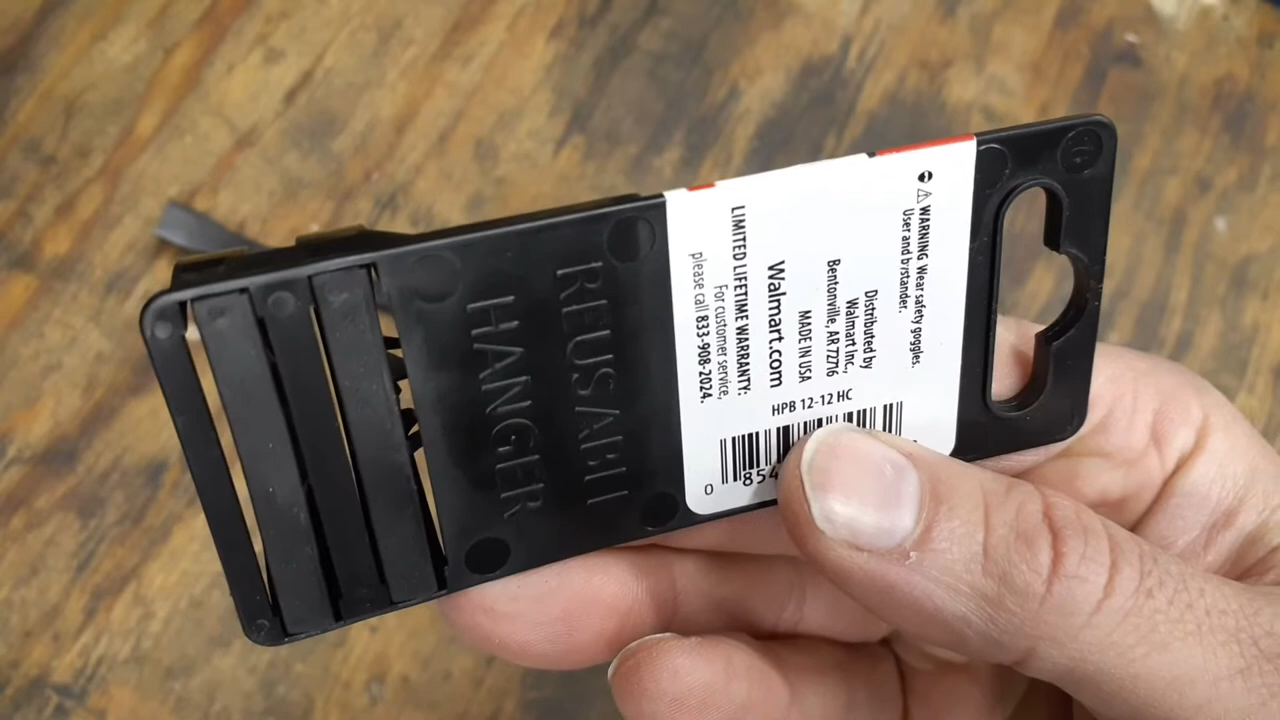 WARNING Wear safety goggles.
User and bystander.
Distributed by
Walmart Inc.,
Bentonville, AR 72716
MADE IN USA
Walmart.com
LIMITED LIFETIME WARRANTY:
For customer service,
please call 833-908-2024.
HPB 12-12 HC
0 854
REUSABLE
HANGER